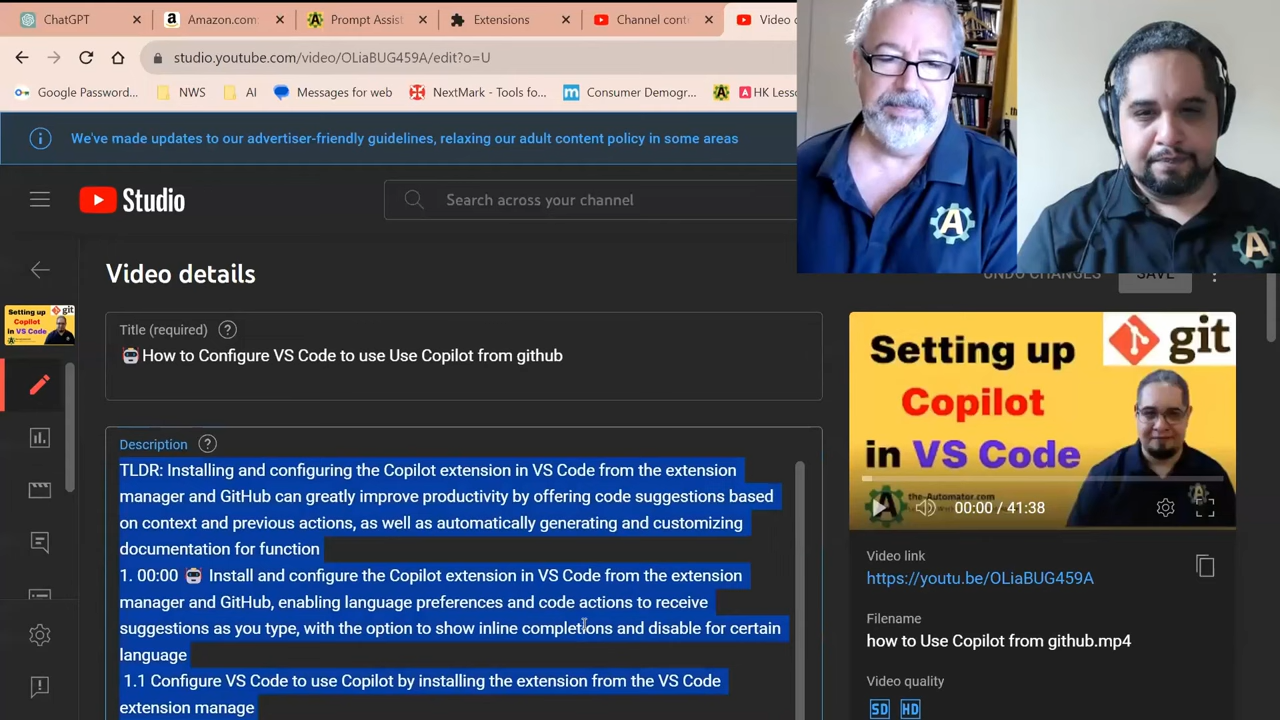 ChatGPT
Amazon.com:
Prompt Assist
Extensions
Channel cont
Video d
studio.youtube.com/video/OLiaBUG459A/edit?o=U
Google Password...
NWS
AI
Messages for web
NextMark - Tools fo...
Consumer Demogr...
HK Lesso
We've made updates to our advertiser-friendly guidelines, relaxing our adult content policy in some areas
Studio
Search across your channel
A
A
Video details
UNDO CHANGES
SAVE
Setting up
Copilot
in VS Code
git
Title (required)
🤖How to Configure VS Code to use Use Copilot from github
Description
TLDR: Installing and configuring the Copilot extension in VS Code from the extension
manager and GitHub can greatly improve productivity by offering code suggestions based
on context and previous actions, as well as automatically generating and customizing
documentation for function
1. 00:00 🤖 Install and configure the Copilot extension in VS Code from the extension
manager and GitHub, enabling language preferences and code actions to receive
suggestions as you type, with the option to show inline completions and disable for certain
language
1.1 Configure VS Code to use Copilot by installing the extension from the VS Code
extension manage
Setting up
git
Copilot
in VS Code
the-Automator.com
00:00 / 41:38
Video link
https://youtu.be/OLiaBUG459A
Filename
how to Use Copilot from github.mp4
Video quality
SD HD